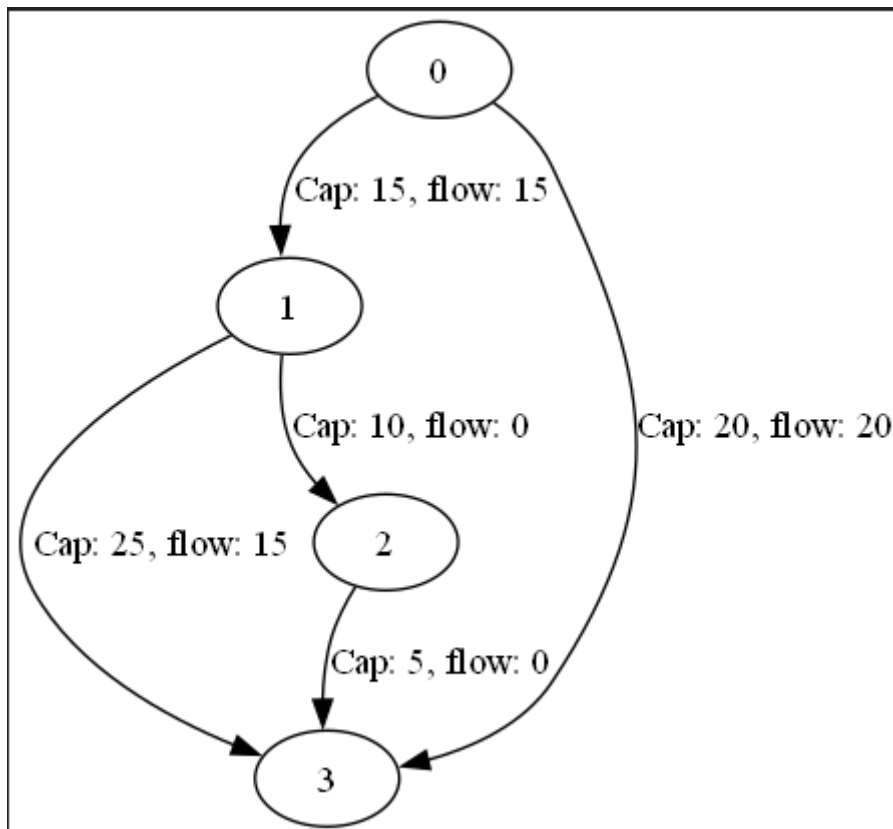 0
Cap: 15, flow: 15
1
Cap: 10, flow: 0
Cap: 20, flow: 20
Cap: 25, flow: 15
2
Cap: 5, flow: 0
3